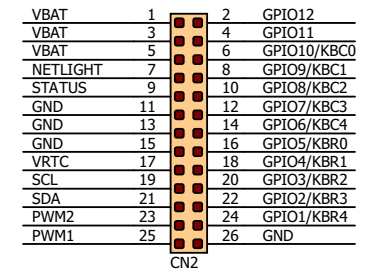 VBAT 1 2 GPIO12
VBAT 3 4 GPIO11
VBAT 5 6 GPIO10/KBC0
NETLIGHT 7 8 GPIO9/KBC1
STATUS 9 10 GPIO8/KBC2
GND 11 12 GPIO7/KBC3
GND 13 14 GPIO6/KBC4
GND 15 16 GPIO5/KBR0
VRTC 17 18 GPIO4/KBR1
SCL 19 20 GPIO3/KBR2
SDA 21 22 GPIO2/KBR3
PWM2 23 24 GPIO1/KBR4
PWM1 25 26 GND
CN2